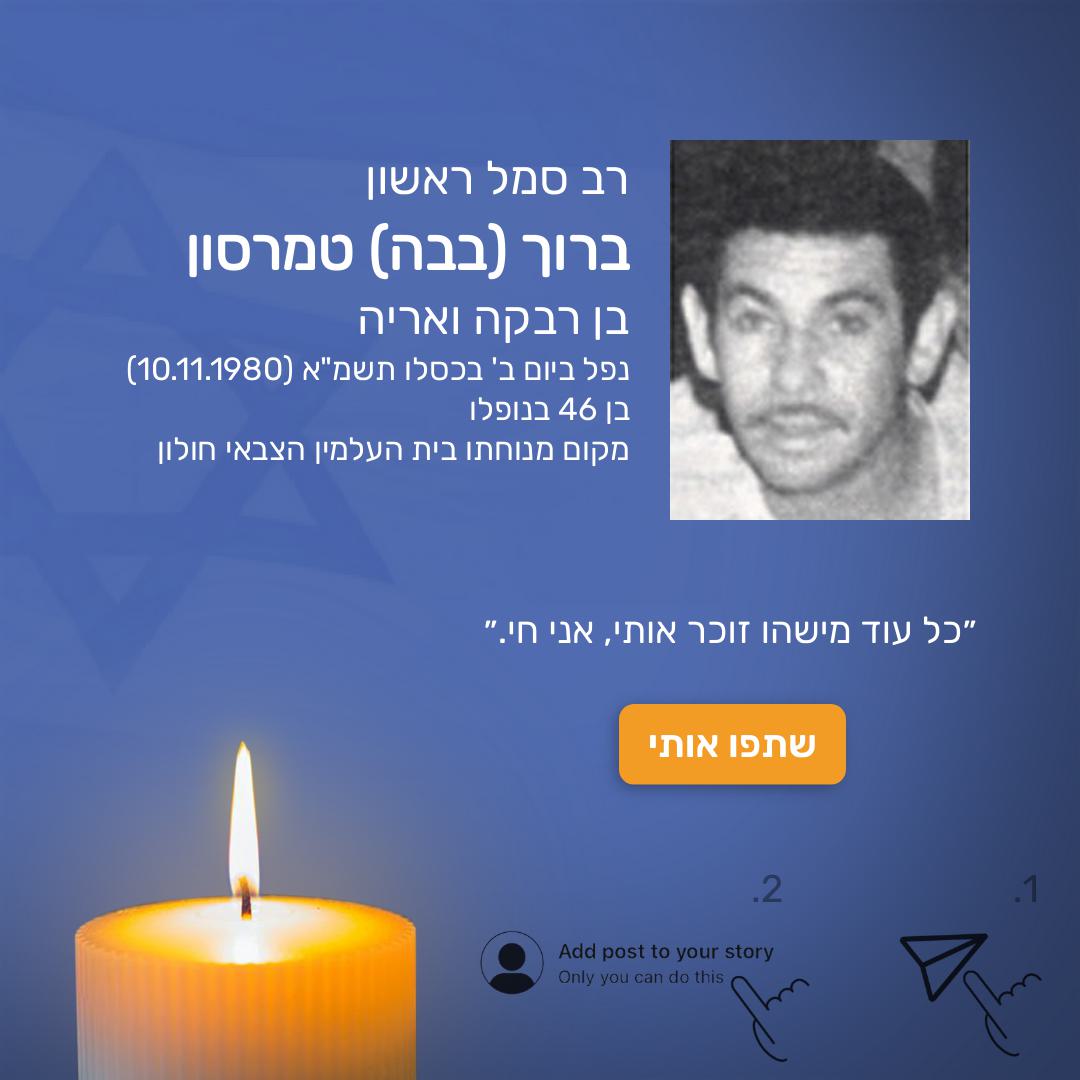 רב סמל ראשון
ברוך (בבה) טמרסון
בן רבקה ואריה
נפל ביום ב' בכסלו תשמ"א (10.11.1980)
בן 46 בנופלו
מקום מנוחתו בית העלמין הצבאי חולון
״כל עוד מישהו זוכר אותי, אני חי.״
שתפו אותי
1.
2.
Add post to your story
Only you can do this